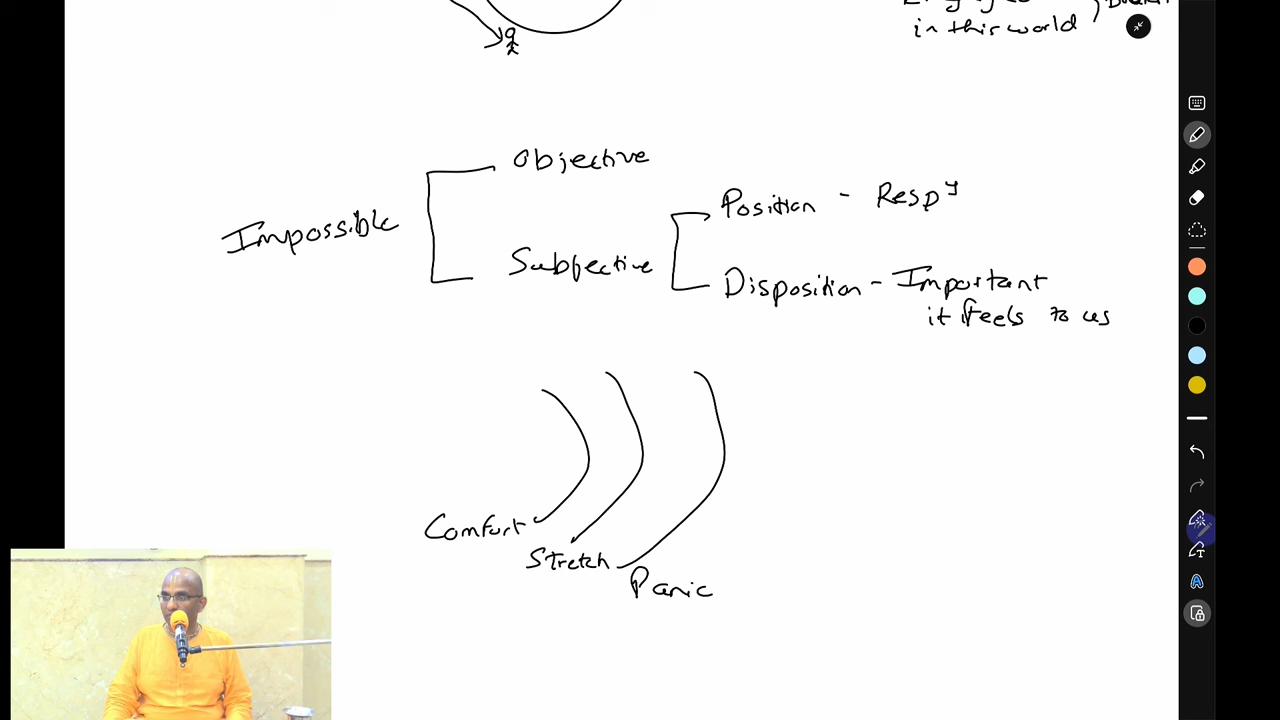 in this world
Objective
Position - Resp y
Impossible
Subjective
Disposition - Important
it feels to us
Comfort
Stretch
Panic